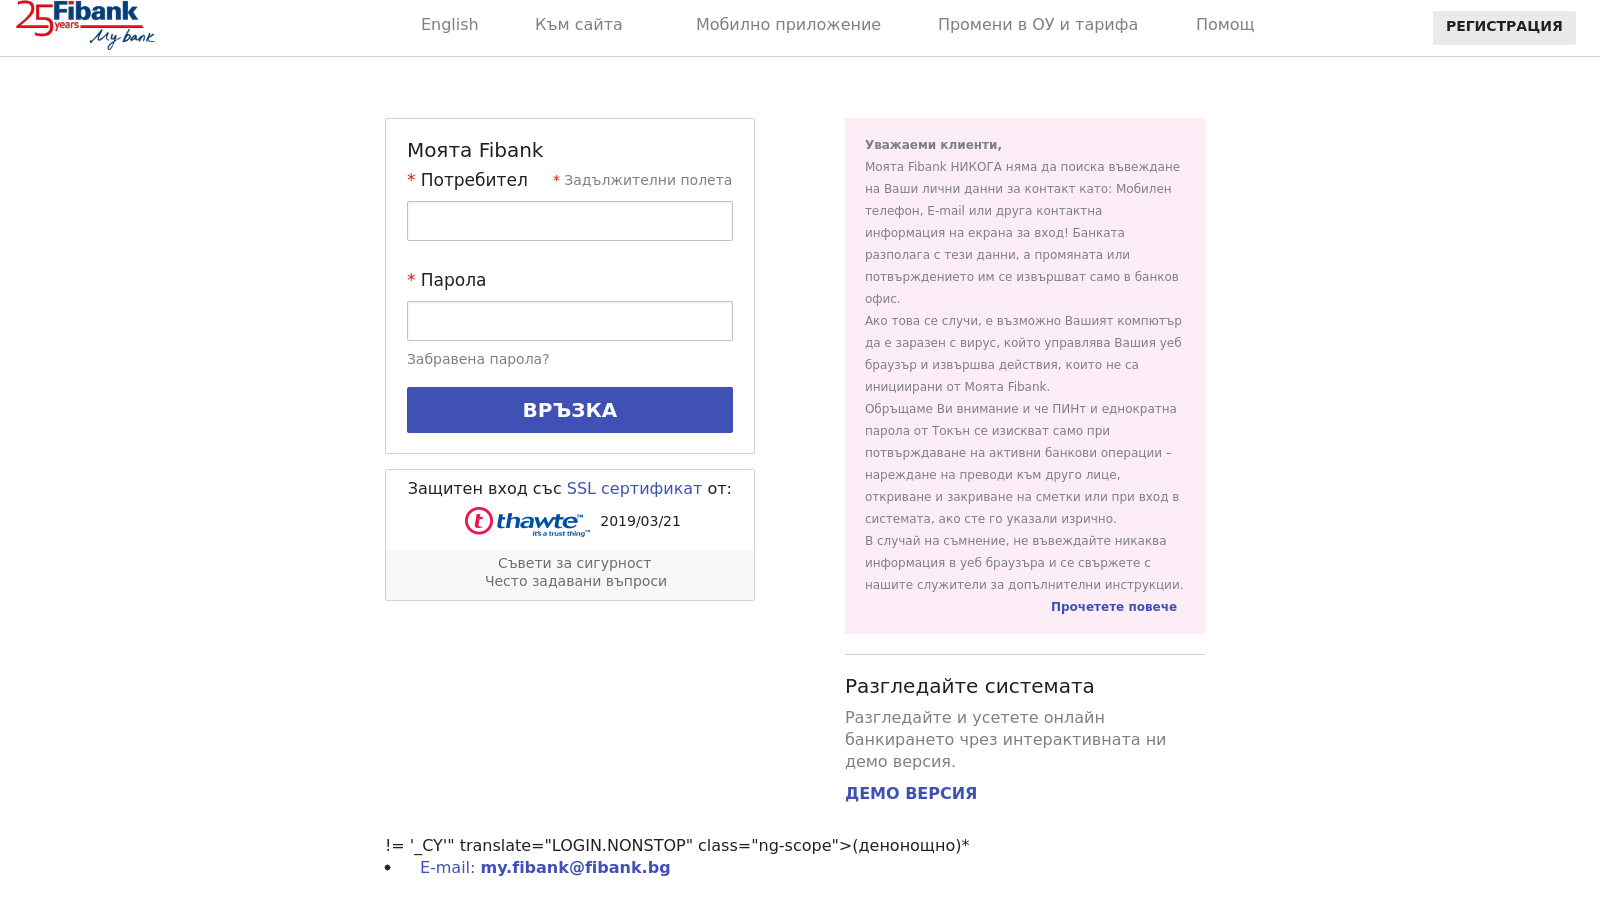 25 Fibank
years
My bank
English
Към сайта
Мобилно приложение
Промени в ОУ и тарифа
Помощ
РЕГИСТРАЦИЯ
Моята Fibank
* Потребител
* Задължителни полета
* Парола
Забравена парола?
ВРЪЗКА
Защитен вход със SSL сертификат от:
t thawte™
it's a trust thing™
2019/03/21
Съвети за сигурност
Често задавани въпроси
Уважаеми клиенти,
Моята Fibank НИКОГА няма да поиска въвеждане
на Ваши лични данни за контакт като: Мобилен
телефон, E-mail или друга контактна
информация на екрана за вход! Банката
разполага с тези данни, а промяната или
потвърждението им се извършват само в банков
офис.
Ако това се случи, е възможно Вашият компютър
да е заразен с вирус, който управлява Вашия уеб
браузър и извършва действия, които не са
инициирани от Моята Fibank.
Обръщаме Ви внимание и че ПИНт и еднократна
парола от Токън се изискват само при
потвърждаване на активни банкови операции –
нареждане на преводи към друго лице,
откриване и закриване на сметки или при вход в
системата, ако сте го указали изрично.
В случай на съмнение, не въвеждайте никаква
информация в уеб браузъра и се свържете с
нашите служители за допълнителни инструкции.
Прочетете повече
Разгледайте системата
Разгледайте и усетете онлайн
банкирането чрез интерактивната ни
демо версия.
ДЕМО ВЕРСИЯ
!= '_CY'" translate="LOGIN.NONSTOP" class="ng-scope">(денонощно)*
• E-mail: my.fibank@fibank.bg